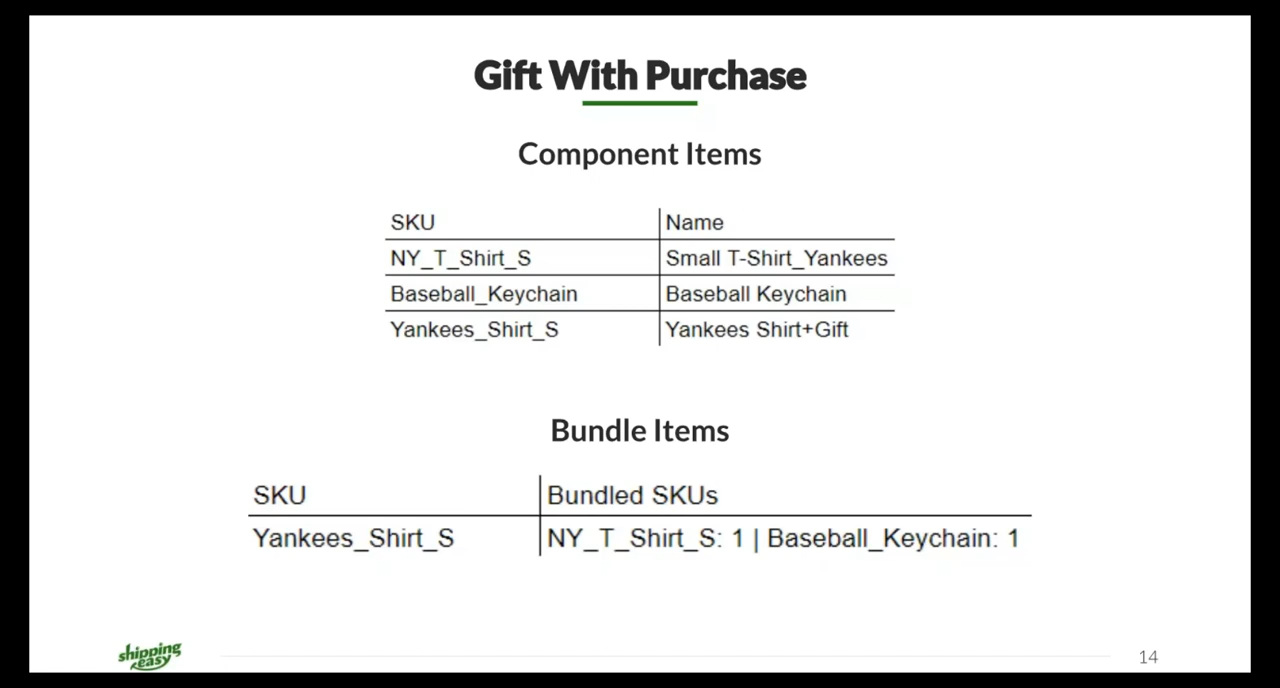 Gift With Purchase
Component Items
SKU Name
NY_T_Shirt_S Small T-Shirt_Yankees
Baseball_Keychain Baseball Keychain
Yankees_Shirt_S Yankees Shirt+Gift
Bundle Items
SKU Bundled SKUs
Yankees_Shirt_S NY_T_Shirt_S: 1 | Baseball_Keychain: 1
shipping
easy
14